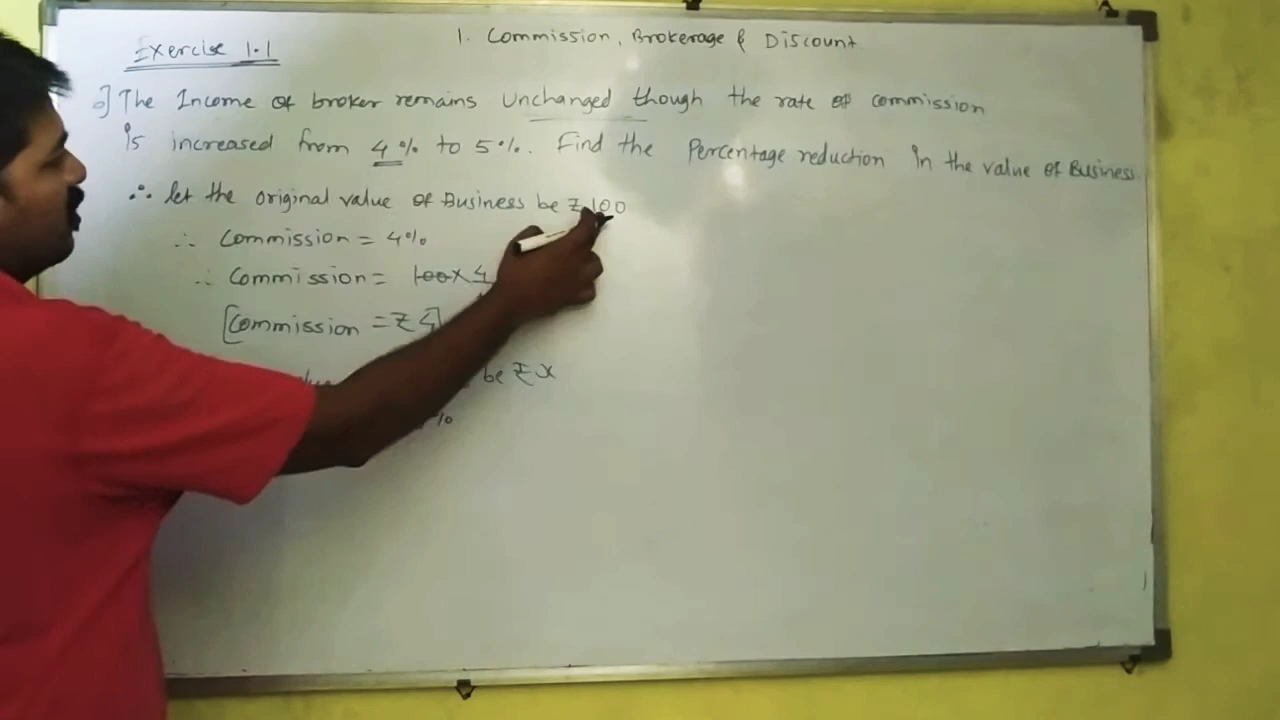 1. Commission, Brokerage & Discount
Exercise 1.1
6] The Income of broker remains Unchanged though the rate of commission
is increased from 4% to 5%. Find the Percentage reduction in the value of Business.
∴ let the original value of Business be ₹ 100
∴ Commission = 4%
∴ Commission = 100 x 4
[Commission = ₹ 4]
be ₹ x
%